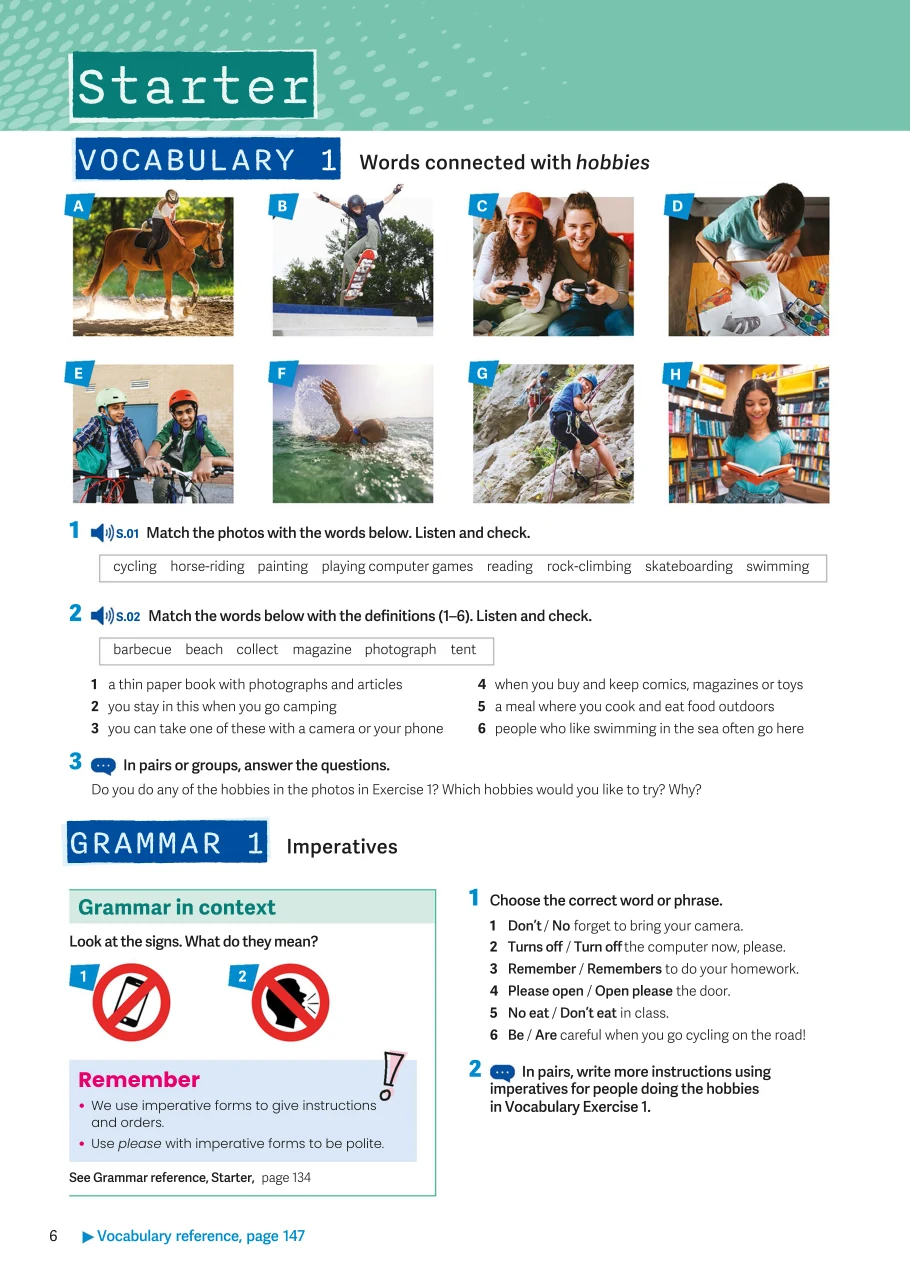 Starter
VOCABULARY 1 Words connected with hobbies
A
B
C
D
E
F
G
H
1 S.01 Match the photos with the words below. Listen and check.
cycling horse-riding painting playing computer games reading rock-climbing skateboarding swimming
2 S.02 Match the words below with the definitions (1–6). Listen and check.
barbecue beach collect magazine photograph tent
1 a thin paper book with photographs and articles
2 you stay in this when you go camping
3 you can take one of these with a camera or your phone
4 when you buy and keep comics, magazines or toys
5 a meal where you cook and eat food outdoors
6 people who like swimming in the sea often go here
3 In pairs or groups, answer the questions.
Do you do any of the hobbies in the photos in Exercise 1? Which hobbies would you like to try? Why?
GRAMMAR 1 Imperatives
Grammar in context
Look at the signs. What do they mean?
1
2
Remember
• We use imperative forms to give instructions
and orders.
• Use please with imperative forms to be polite.
See Grammar reference, Starter, page 134
1 Choose the correct word or phrase.
1 Don't / No forget to bring your camera.
2 Turns off / Turn off the computer now, please.
3 Remember / Remembers to do your homework.
4 Please open / Open please the door.
5 No eat / Don't eat in class.
6 Be / Are careful when you go cycling on the road!
2 In pairs, write more instructions using
imperatives for people doing the hobbies
in Vocabulary Exercise 1.
6 ▶ Vocabulary reference, page 147